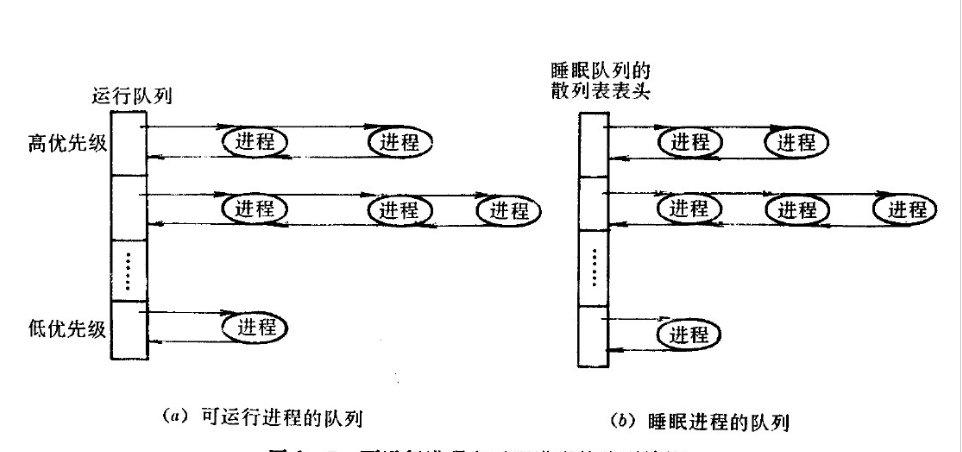 运行队列
高优先级
进程
进程
进程
进程
进程
……
低优先级
进程
(a) 可运行进程的队列
睡眠队列的
散列表表头
进程
进程
进程
进程
进程
……
进程
(b) 睡眠进程的队列